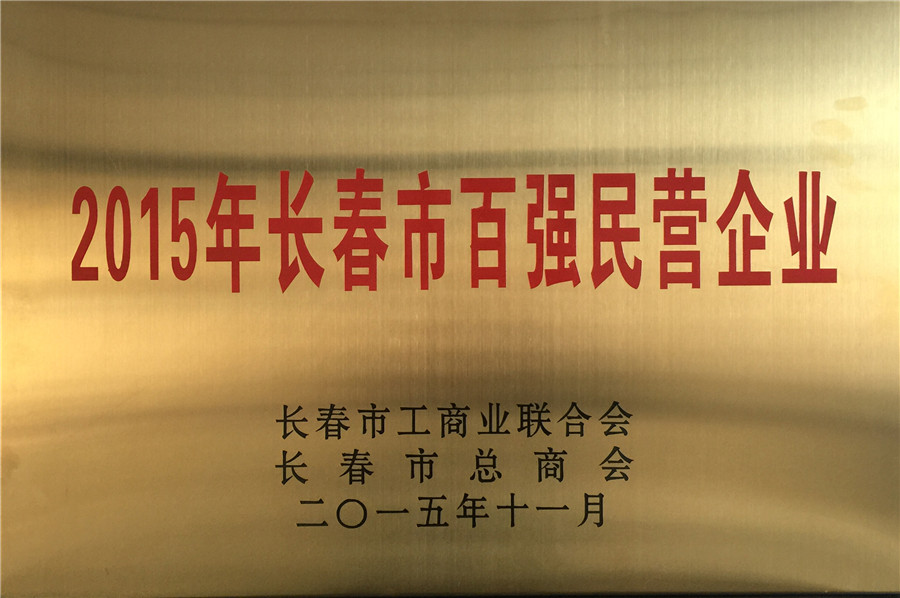 2015年长春市百强民营企业
长春市工商业联合会
长春市总商会
二〇一五年十一月